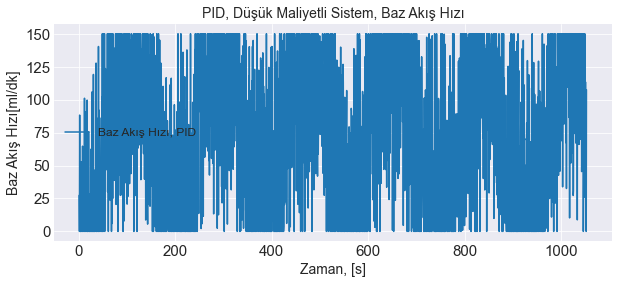 PID, Düşük Maliyetli Sistem, Baz Akış Hızı
Baz Akış Hızı[ml/dk]
150
125
100
75
50
25
0
Baz Akış Hızı, PID
0 200 400 600 800 1000
Zaman, [s]